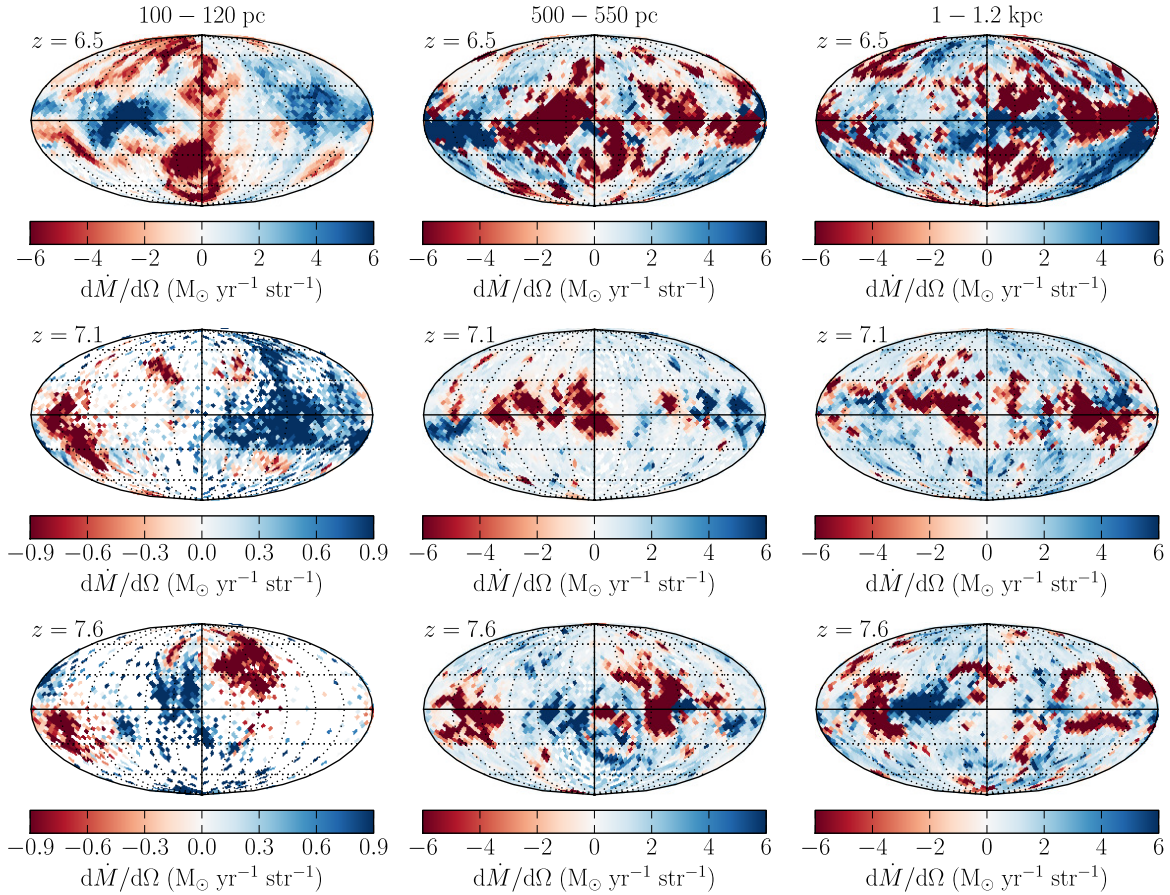 100 − 120 pc 500 − 550 pc 1 − 1.2 kpc
z = 6.5 z = 6.5 z = 6.5
−6 −4 −2 0 2 4 6 −6 −4 −2 0 2 4 6 −6 −4 −2 0 2 4 6
dṀ/dΩ (M⊙ yr⁻¹ str⁻¹) dṀ/dΩ (M⊙ yr⁻¹ str⁻¹) dṀ/dΩ (M⊙ yr⁻¹ str⁻¹)
z = 7.1 z = 7.1 z = 7.1
−0.9 −0.6 −0.3 0.0 0.3 0.6 0.9 −6 −4 −2 0 2 4 6 −6 −4 −2 0 2 4 6
dṀ/dΩ (M⊙ yr⁻¹ str⁻¹) dṀ/dΩ (M⊙ yr⁻¹ str⁻¹) dṀ/dΩ (M⊙ yr⁻¹ str⁻¹)
z = 7.6 z = 7.6 z = 7.6
−0.9 −0.6 −0.3 0.0 0.3 0.6 0.9 −6 −4 −2 0 2 4 6 −6 −4 −2 0 2 4 6
dṀ/dΩ (M⊙ yr⁻¹ str⁻¹) dṀ/dΩ (M⊙ yr⁻¹ str⁻¹) dṀ/dΩ (M⊙ yr⁻¹ str⁻¹)